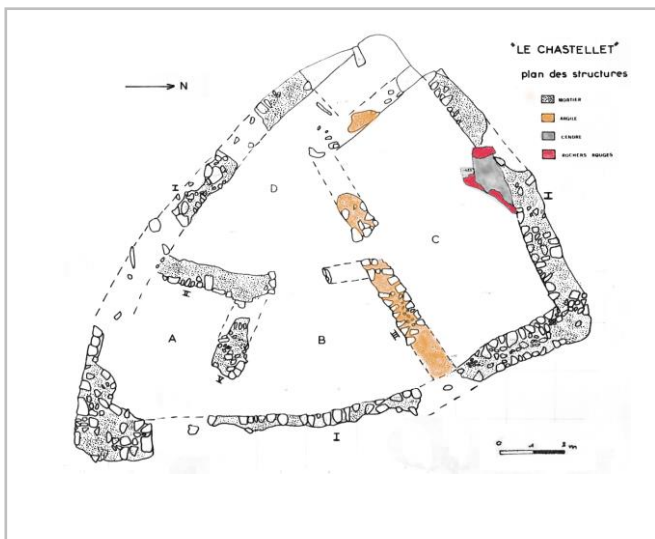 "LE CHASTELLET"
plan des structures
MORTIER
ARGILE
CENDRE
ROCHERS ROUGES
N
I
D
I
C
II
A
B
III
I
a
0 1 2 m